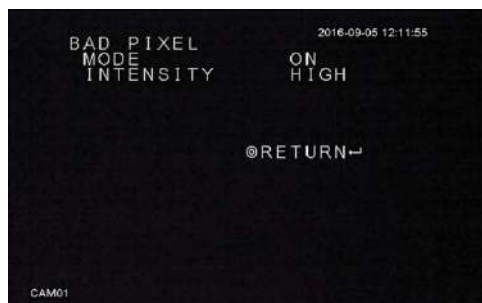 2016-09-05 12:11:55
BAD PIXEL
MODE ON
INTENSITY HIGH
◎RETURN↵
CAM01